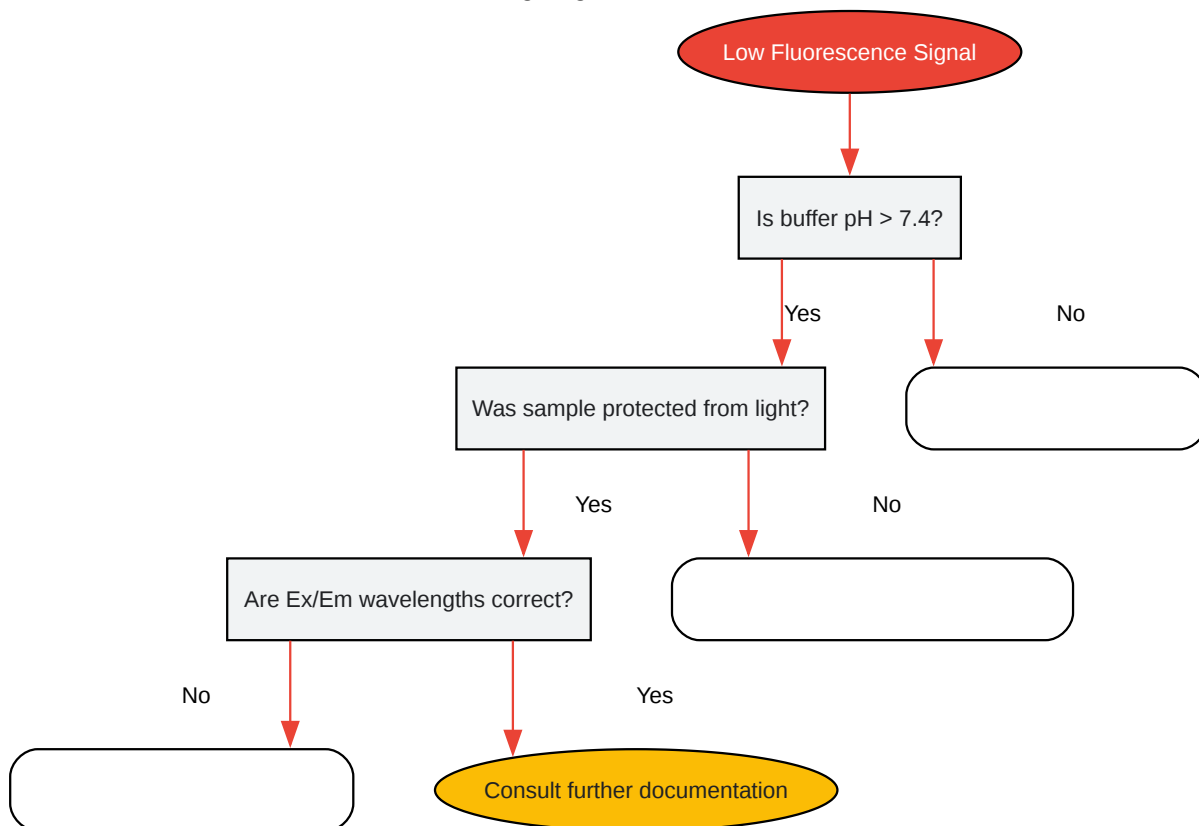 Low Fluorescence Signal
Is buffer pH > 7.4?
Yes
No
Was sample protected from light?
Yes
No
Are Ex/Em wavelengths correct?
No
Yes
Consult further documentation